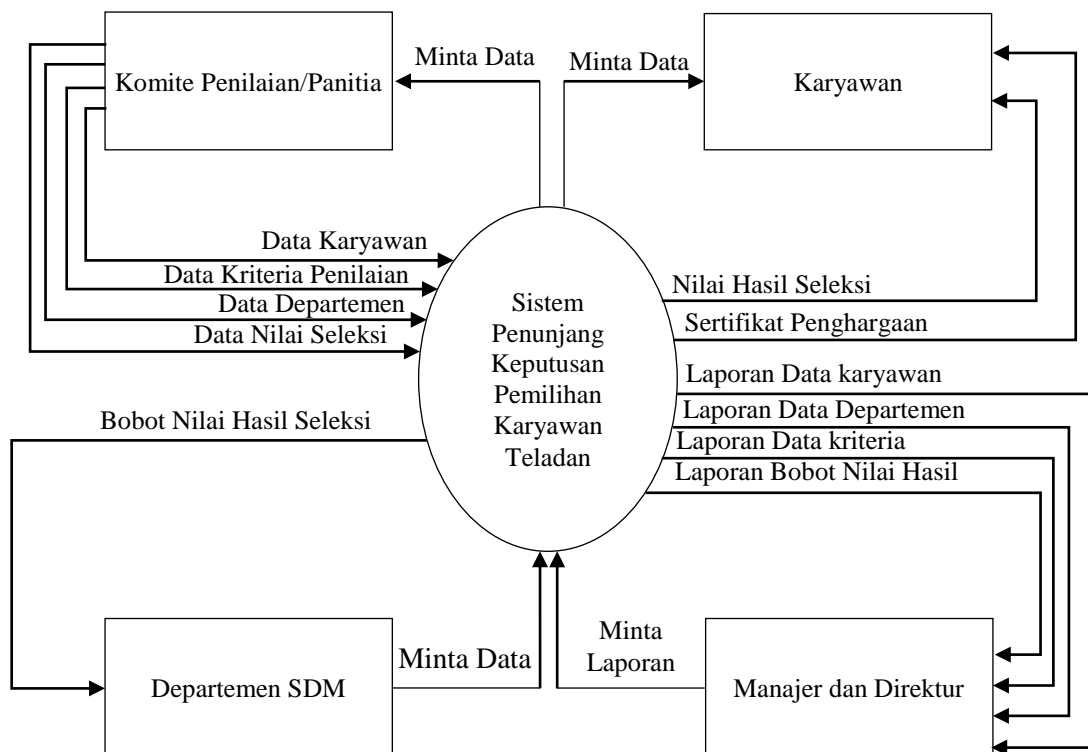 Minta Data
Minta Data
Komite Penilaian/Panitia
Karyawan
Data Karyawan
Data Kriteria Penilaian
Data Departemen
Data Nilai Seleksi
Sistem
Penunjang
Keputusan
Pemilihan
Karyawan
Teladan
Nilai Hasil Seleksi
Sertifikat Penghargaan
Laporan Data karyawan
Laporan Data Departemen
Laporan Data kriteria
Laporan Bobot Nilai Hasil
Bobot Nilai Hasil Seleksi
Departemen SDM
Minta Data
Minta
Laporan
Manajer dan Direktur